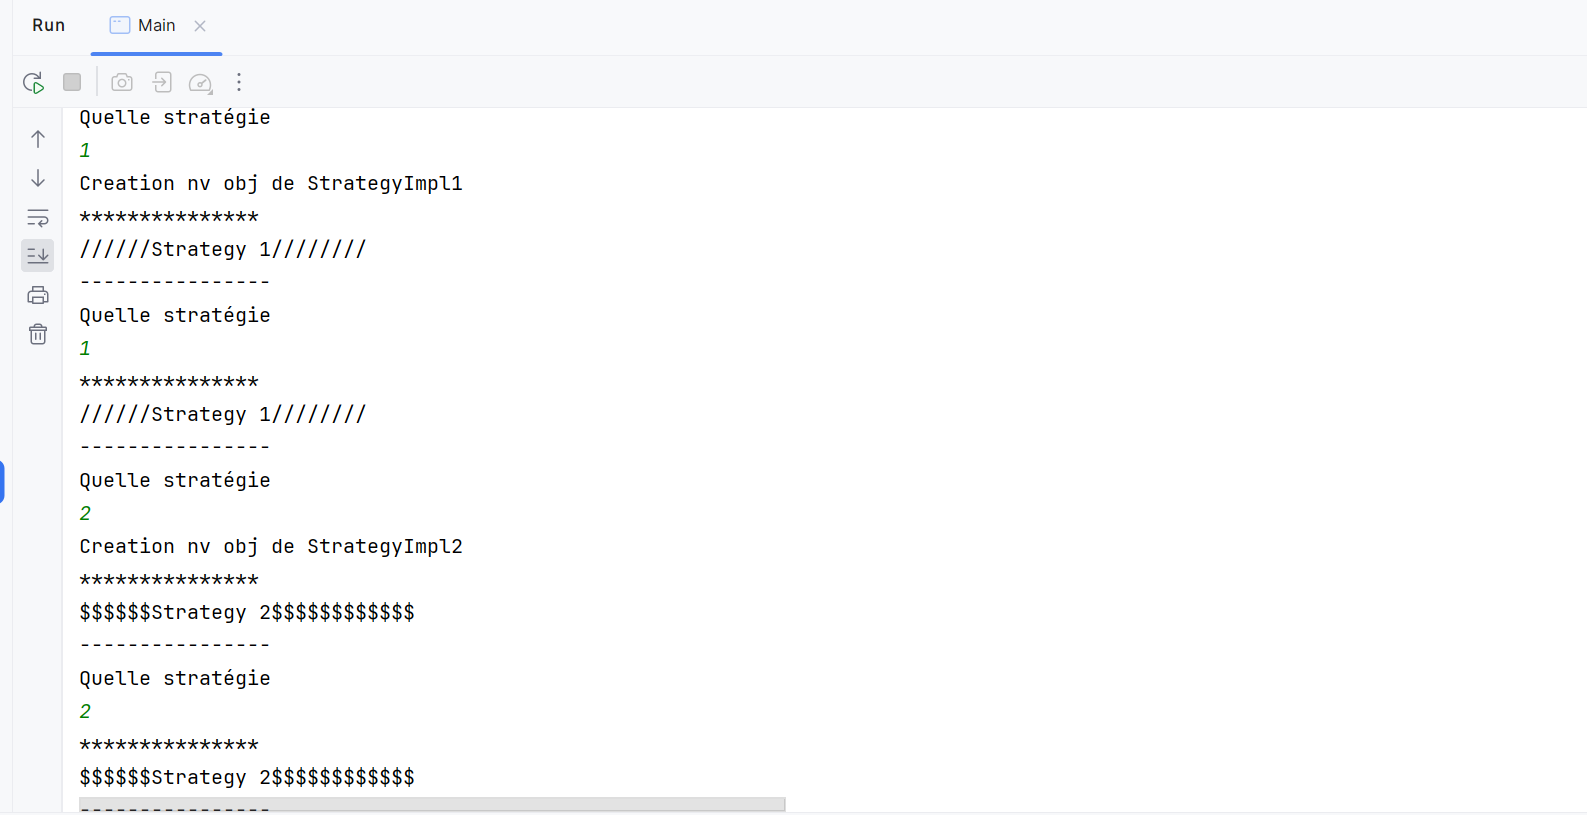 Run Main
Quelle stratégie
1
Creation nv obj de StrategyImpl1
***************
//////Strategy 1////////
----------------
Quelle stratégie
1
***************
//////Strategy 1////////
----------------
Quelle stratégie
2
Creation nv obj de StrategyImpl2
***************
$$$$$$Strategy 2$$$$$$$$$$$$
----------------
Quelle stratégie
2
***************
$$$$$$Strategy 2$$$$$$$$$$$$
----------------